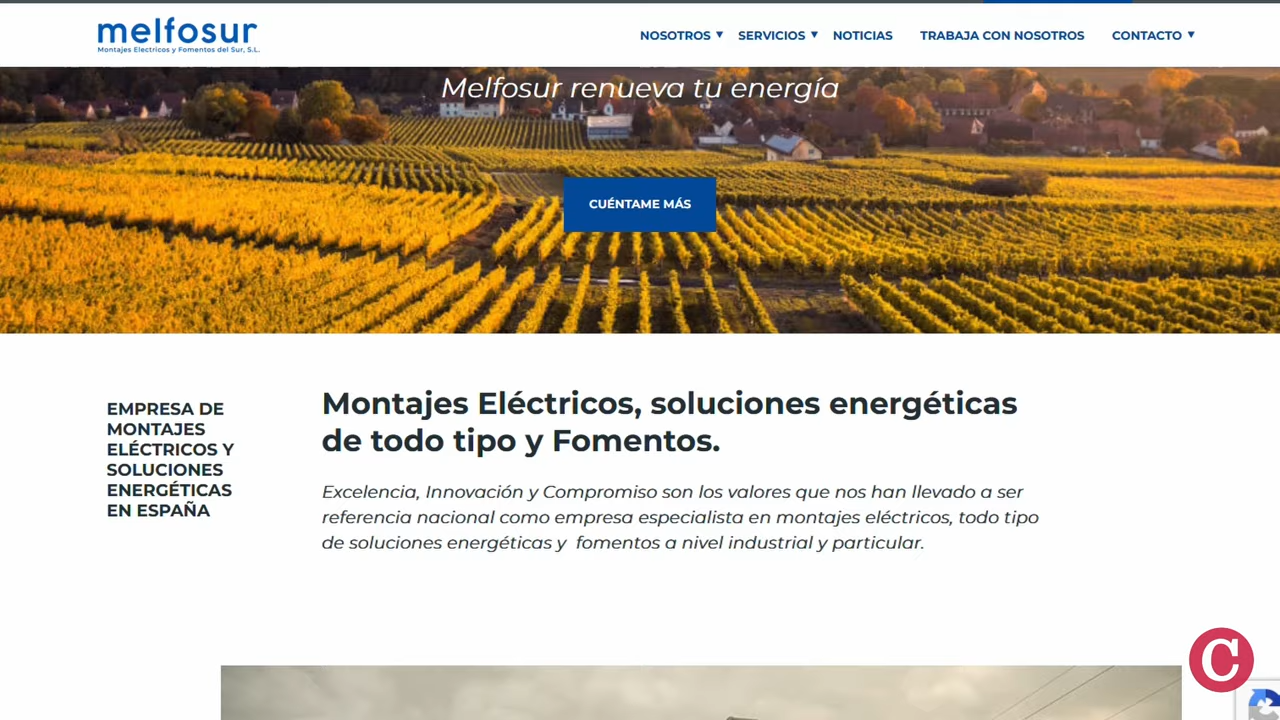 melfosur
Montajes Electricos y Fomentos del Sur, S.L.
NOSOTROS ▼ SERVICIOS ▼ NOTICIAS TRABAJA CON NOSOTROS CONTACTO ▼
Melfosur renueva tu energía
CUÉNTAME MÁS
EMPRESA DE
MONTAJES
ELÉCTRICOS Y
SOLUCIONES
ENERGÉTICAS
EN ESPAÑA
Montajes Eléctricos, soluciones energéticas
de todo tipo y Fomentos.
Excelencia, Innovación y Compromiso son los valores que nos han llevado a ser
referencia nacional como empresa especialista en montajes eléctricos, todo tipo
de soluciones energéticas y fomentos a nivel industrial y particular.
C